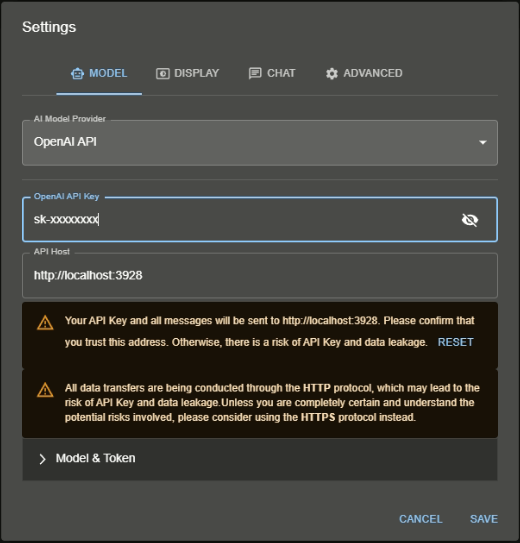 Settings
MODEL DISPLAY CHAT ADVANCED
AI Model Provider
OpenAI API
OpenAI API Key
sk-xxxxxxxx
API Host
http://localhost:3928
Your API Key and all messages will be sent to http://localhost:3928. Please confirm that
you trust this address. Otherwise, there is a risk of API Key and data leakage. RESET
All data transfers are being conducted through the HTTP protocol, which may lead to the
risk of API Key and data leakage.Unless you are completely certain and understand the
potential risks involved, please consider using the HTTPS protocol instead.
Model & Token
CANCEL SAVE